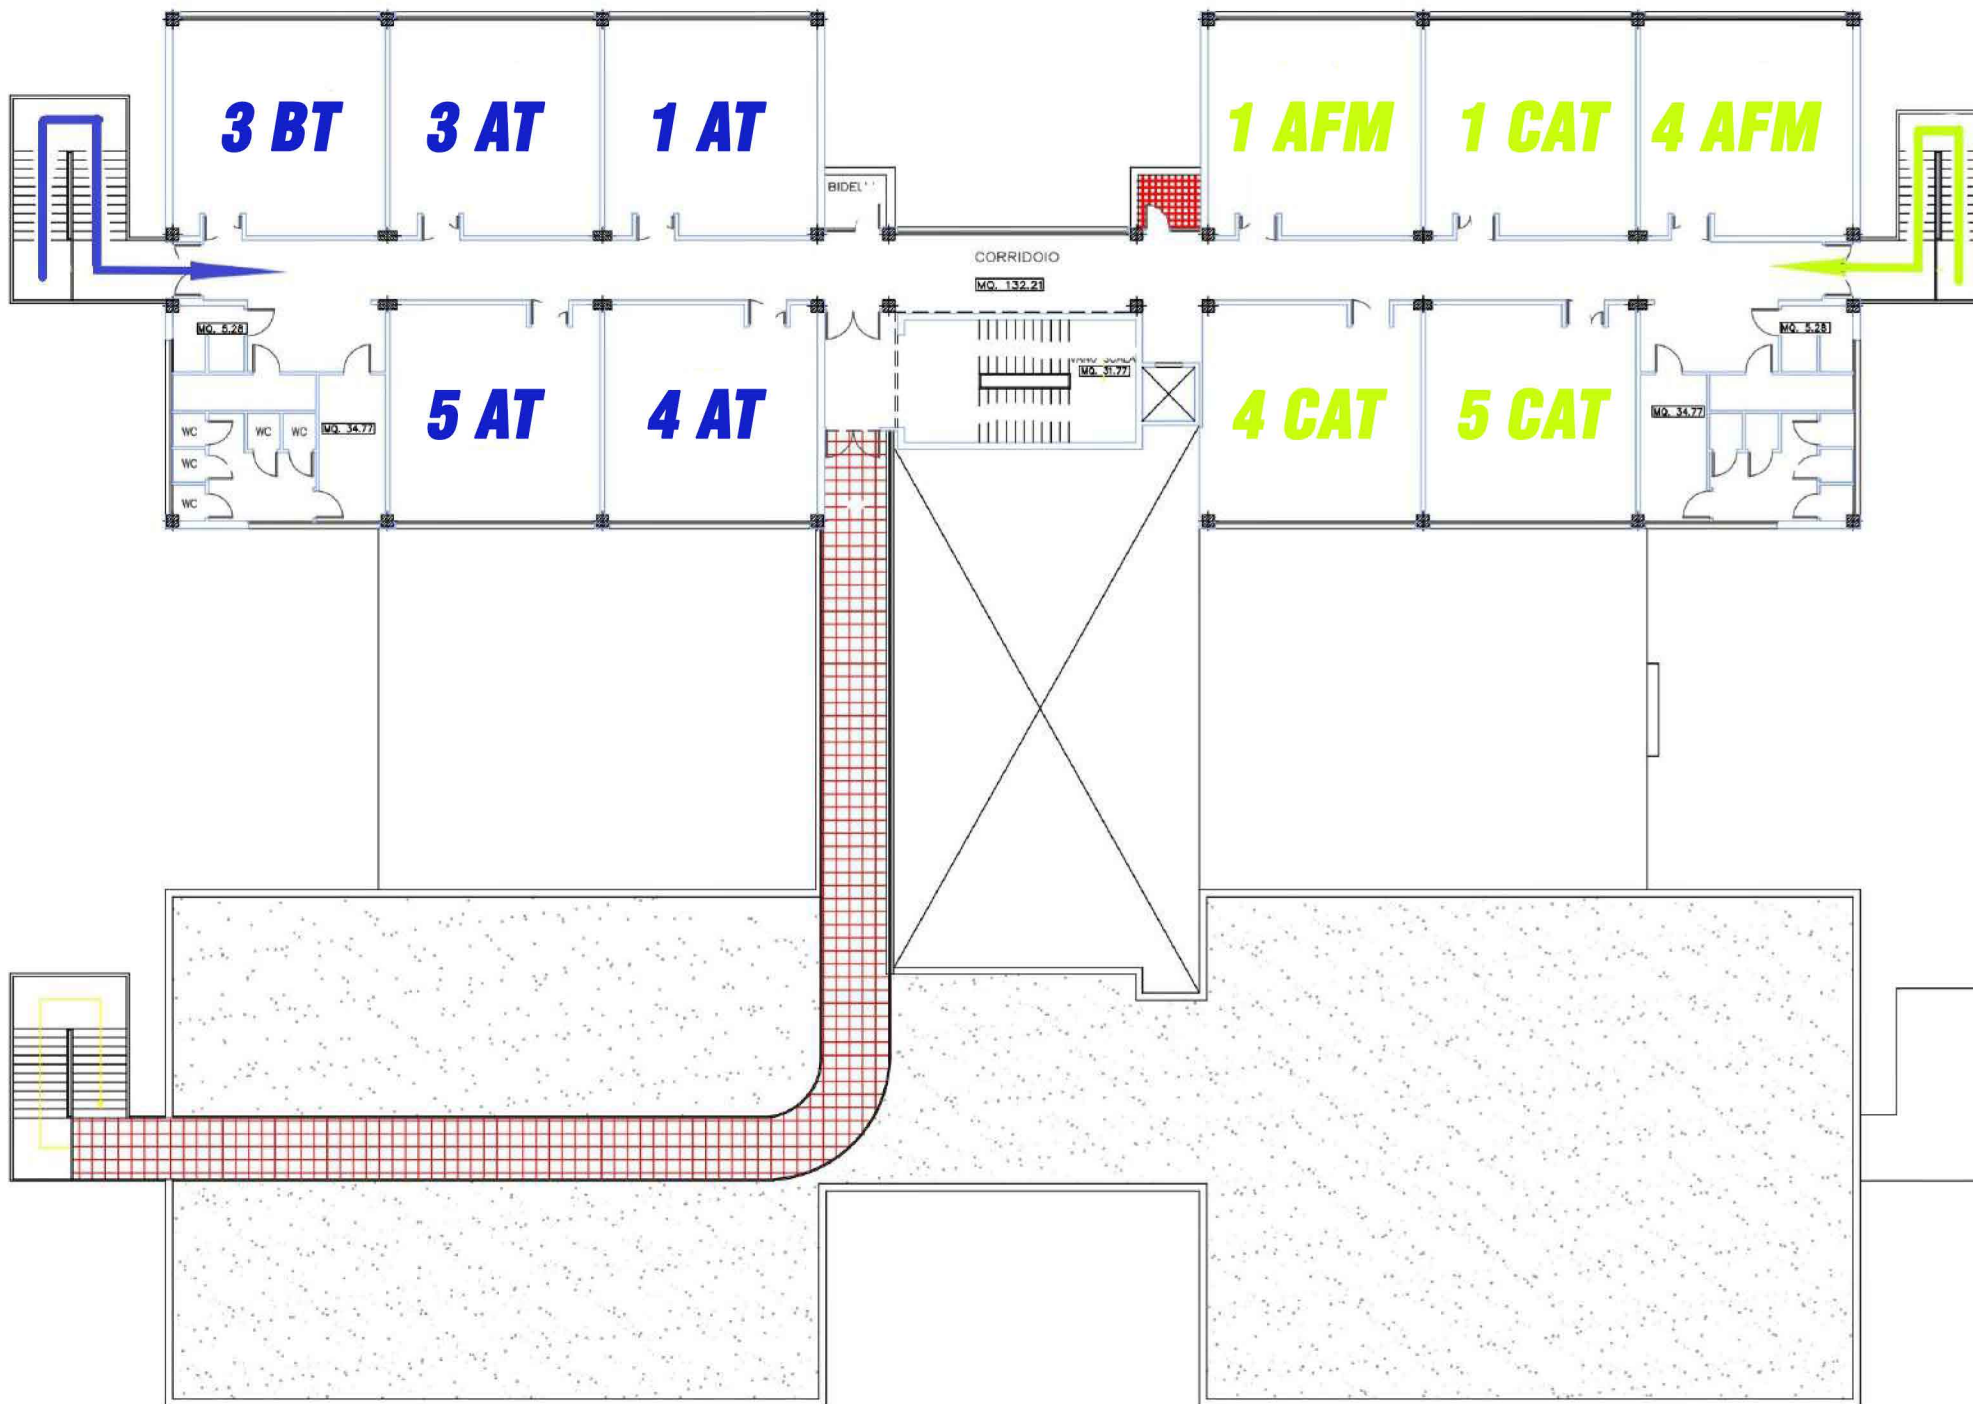 3 BT
3 AT
1 AT
1 AFM
1 CAT
4 AFM
CORRIDOIO
MQ. 132.21
MQ. 5.28
MQ. 5.28
MQ. 31.77
5 AT
4 AT
4 CAT
5 CAT
MQ. 34.77
MQ. 34.77
WC
WC
WC
WC
WC